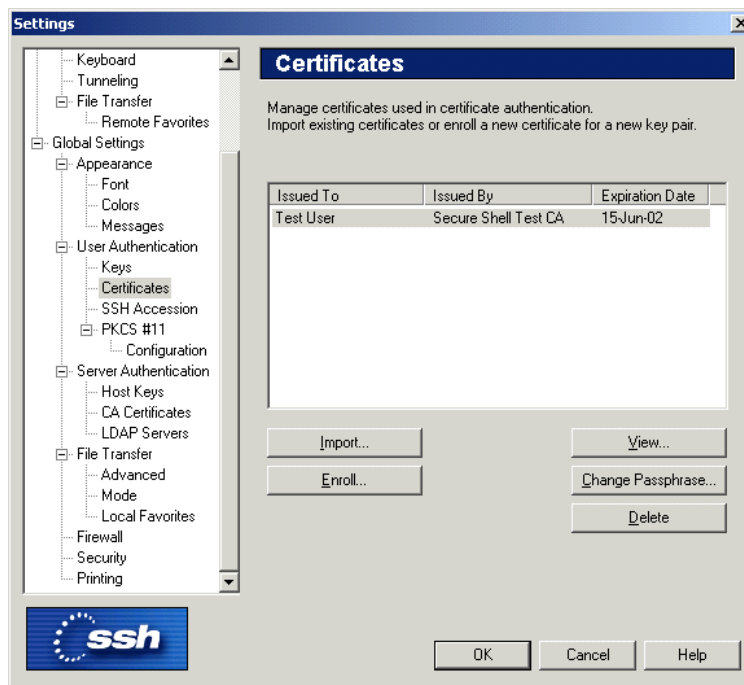 Settings
Keyboard
Tunneling
File Transfer
Remote Favorites
Global Settings
Appearance
Font
Colors
Messages
User Authentication
Keys
Certificates
SSH Accession
PKCS #11
Configuration
Server Authentication
Host Keys
CA Certificates
LDAP Servers
File Transfer
Advanced
Mode
Local Favorites
Firewall
Security
Printing
ssh
Certificates
Manage certificates used in certificate authentication.
Import existing certificates or enroll a new certificate for a new key pair.
Issued To Issued By Expiration Date
Test User Secure Shell Test CA 15-Jun-02
Import... View...
Enroll... Change Passphrase...
Delete
OK Cancel Help